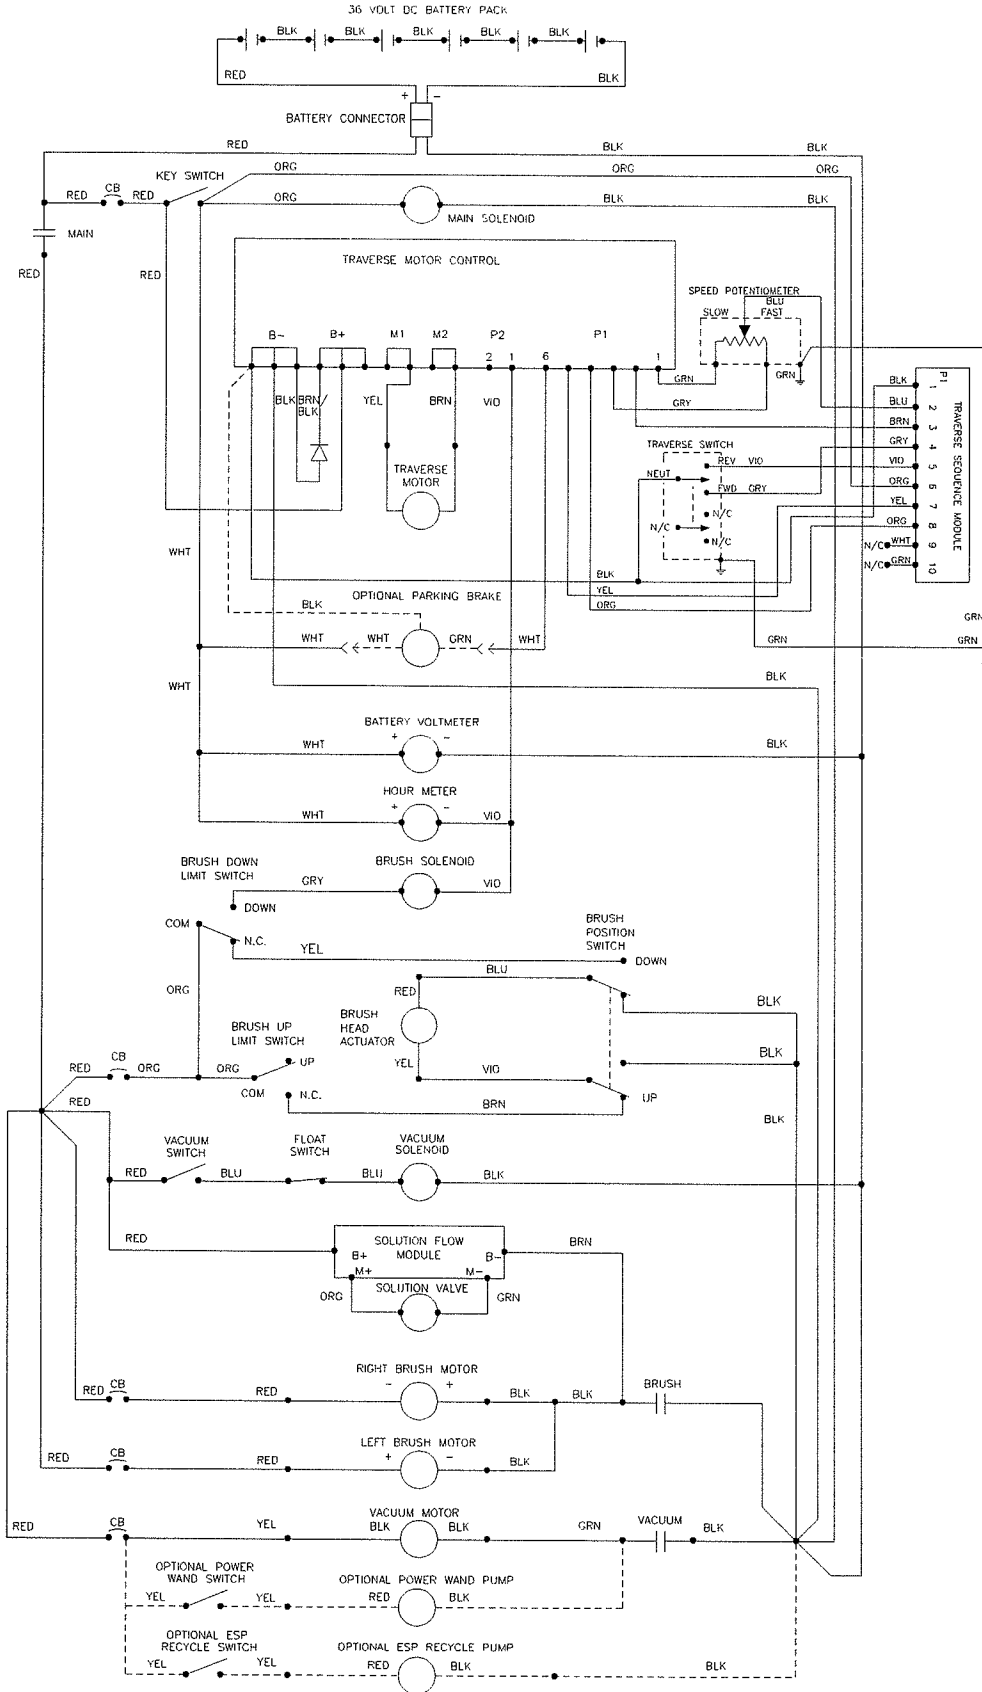 36 VOLT DC BATTERY PACK
BLK BLK BLK BLK BLK
RED BLK
+ −
BATTERY CONNECTOR
RED BLK BLK
ORG ORG ORG
KEY SWITCH
RED CB RED ORG BLK BLK
MAIN SOLENOID
MAIN
RED RED
TRAVERSE MOTOR CONTROL
SPEED POTENTIOMETER
BLU
SLOW FAST
B− B+ M1 M2 P2 P1
2 1 6 1
GRN GRN
BLK BRN/ BLK YEL BRN VIO
GRY
P1
BLK 1
BLU 2
BRN 3
GRY 4
VIO 5
ORG 6
YEL 7
ORG 8
N/C WHT 9
N/C GRN 10
TRAVERSE SEQUENCE MODULE
TRAVERSE SWITCH
REV VIO
NEUT
FWD GRY
N/C
N/C
N/C
TRAVERSE
MOTOR
WHT
BLK
YEL
ORG
OPTIONAL PARKING BRAKE
BLK
GRN
WHT WHT GRN WHT
GRN GRN
WHT BLK
BATTERY VOLTMETER
WHT + − BLK
HOUR METER
WHT + − VIO
BRUSH DOWN
LIMIT SWITCH
BRUSH SOLENOID
GRY VIO
DOWN
COM
N.C.
YEL
BRUSH
POSITION
SWITCH
DOWN
BLU
ORG
RED
BLK
BRUSH
HEAD
ACTUATOR
BRUSH UP
LIMIT SWITCH
RED CB ORG ORG UP
YEL VIO BLK
COM N.C.
BRN UP
RED
BLK
VACUUM
SWITCH
FLOAT
SWITCH
VACUUM
SOLENOID
RED BLU BLU BLK
RED
SOLUTION FLOW
MODULE
B+ B−
M+ M−
BRN
SOLUTION VALVE
ORG GRN
RIGHT BRUSH MOTOR
RED CB RED − + BLK BLK BRUSH
LEFT BRUSH MOTOR
RED CB RED + − BLK
VACUUM MOTOR
RED CB YEL BLK BLK GRN VACUUM BLK
OPTIONAL POWER
WAND SWITCH
OPTIONAL POWER WAND PUMP
YEL YEL RED BLK
OPTIONAL ESP
RECYCLE SWITCH
OPTIONAL ESP RECYCLE PUMP
YEL YEL RED BLK BLK